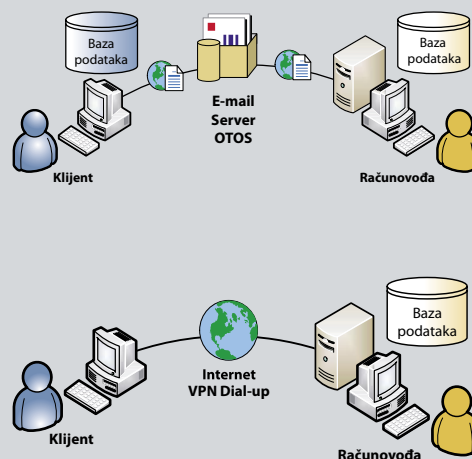 Baza
podataka
Baza
podataka
E-mail
Server
OTOS
Klijent
Računovođa
Baza
podataka
Internet
VPN Dial-up
Klijent
Računovođa